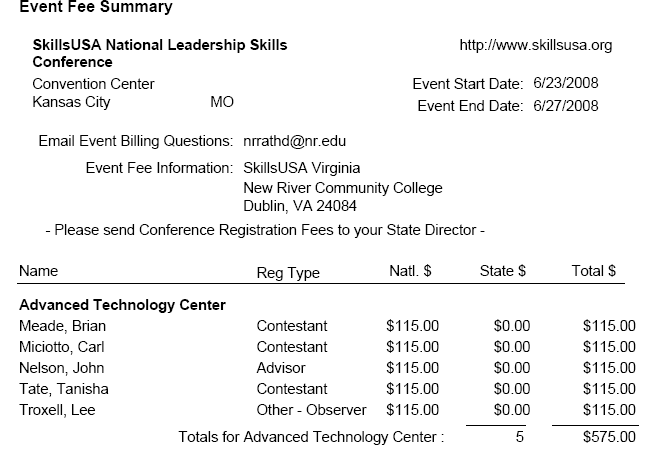 Event Fee Summary
SkillsUSA National Leadership Skills http://www.skillsusa.org
Conference
Convention Center Event Start Date: 6/23/2008
Kansas City MO Event End Date: 6/27/2008
Email Event Billing Questions: nrrathd@nr.edu
Event Fee Information: SkillsUSA Virginia
New River Community College
Dublin, VA 24084
- Please send Conference Registration Fees to your State Director -
Name Reg Type Natl. $ State $ Total $
Advanced Technology Center
Meade, Brian Contestant $115.00 $0.00 $115.00
Miciotto, Carl Contestant $115.00 $0.00 $115.00
Nelson, John Advisor $115.00 $0.00 $115.00
Tate, Tanisha Contestant $115.00 $0.00 $115.00
Troxell, Lee Other - Observer $115.00 $0.00 $115.00
Totals for Advanced Technology Center : 5 $575.00